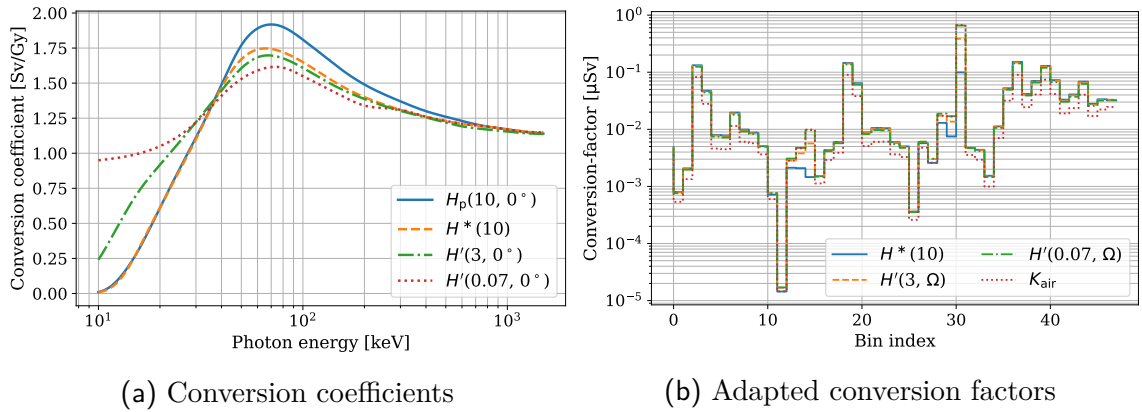 2.00
1.75
1.50
1.25
1.00
0.75
0.50
0.25
0.00
Conversion coefficient [Sv/Gy]
10¹ 10² 10³
Photon energy [keV]
Hp(10, 0°)
H*(10)
H′(3, 0°)
H′(0.07, 0°)
(a) Conversion coefficients
10⁰
10⁻¹
10⁻²
10⁻³
10⁻⁴
10⁻⁵
Conversion-factor [µSv]
0 10 20 30 40
Bin index
H*(10)
H′(3, Ω)
H′(0.07, Ω)
Kair
(b) Adapted conversion factors